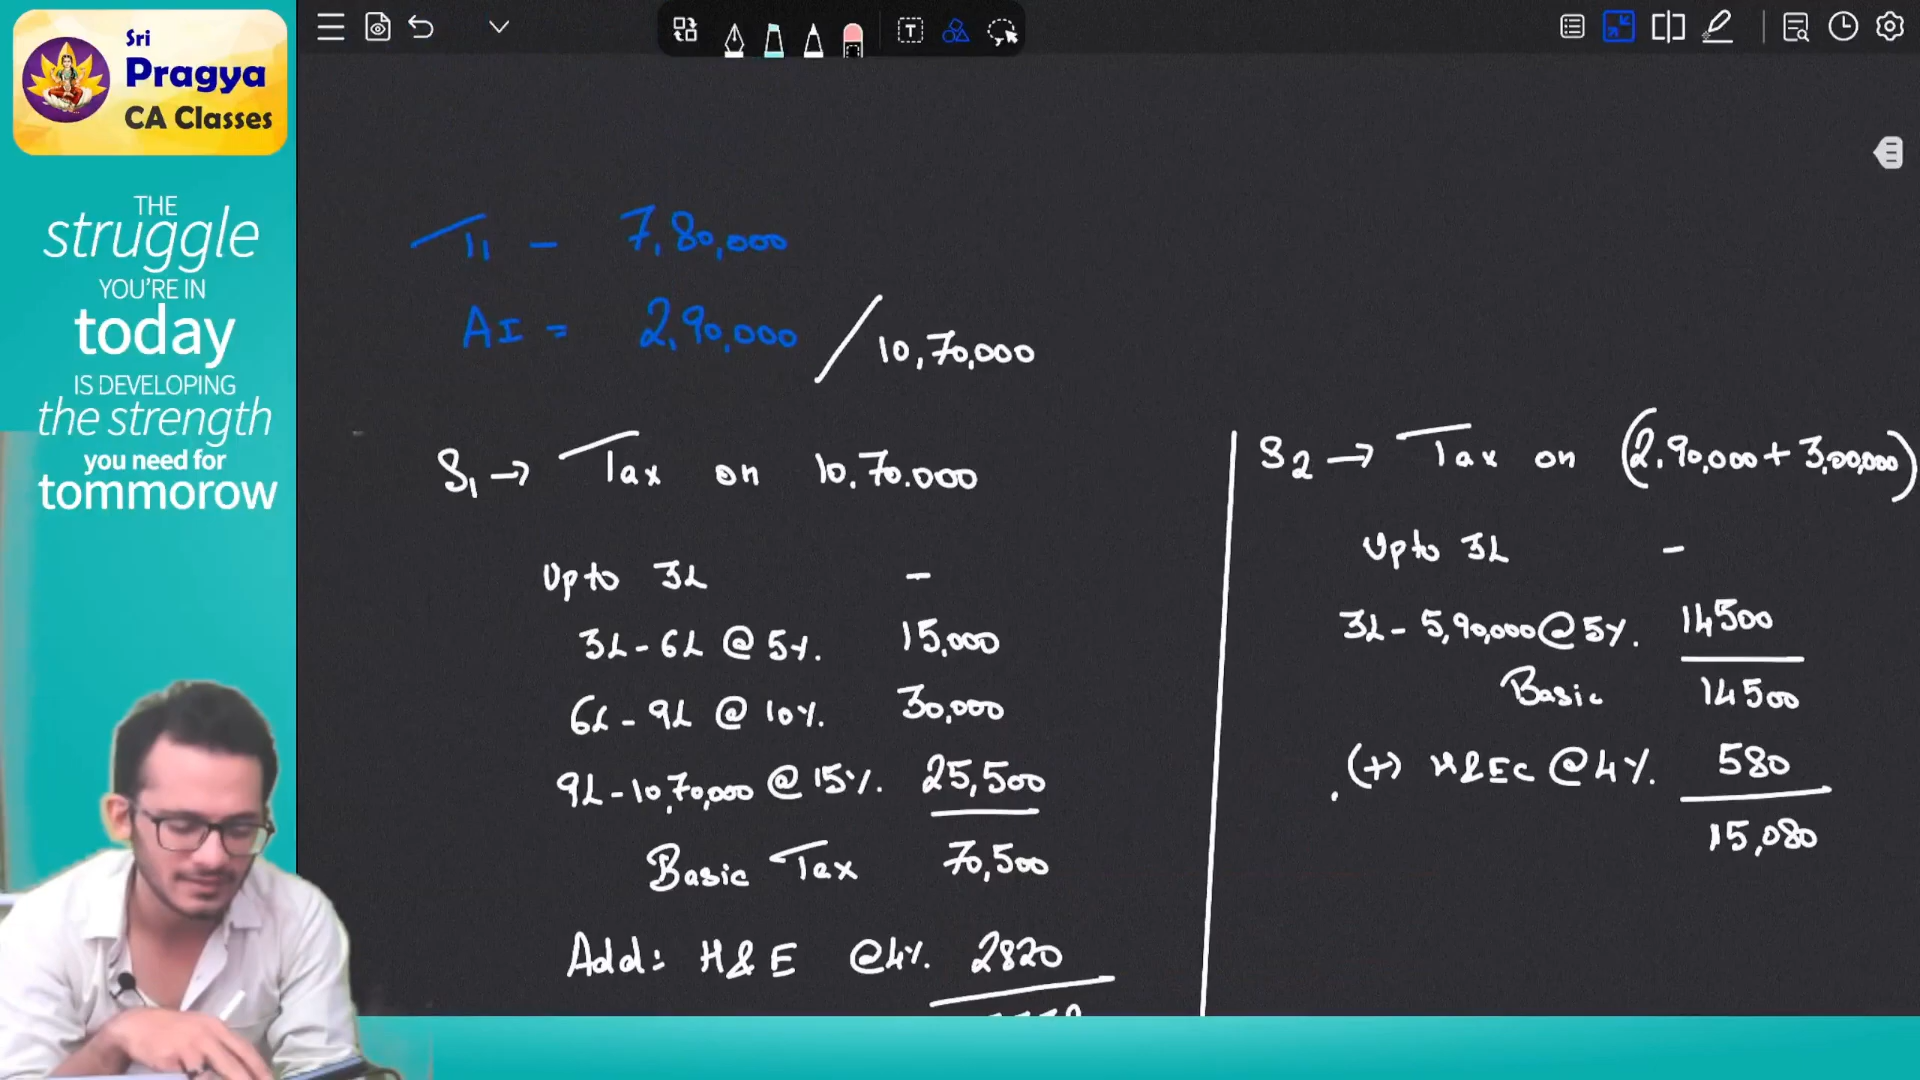 Sri
Pragya
CA Classes
THE
struggle
YOU'RE IN
today
IS DEVELOPING
the strength
you need for
tommorow
TI - 7,80,000
AI = 2,90,000 / 10,70,000
S1 → Tax on 10.70.000
Upto 3L -
3L - 6L @ 5%. 15,000
6L - 9L @ 10%. 30,000
9L - 10,70,000 @ 15%. 25,500
Basic Tax 70,500
Add: H&E @4%. 2820
S2 → Tax on (2,90,000 + 3,00,000)
Upto 3L -
3L - 5,90,000 @ 5%. 14500
Basic 14500
(+) H&EC @ 4%. 580
15,080